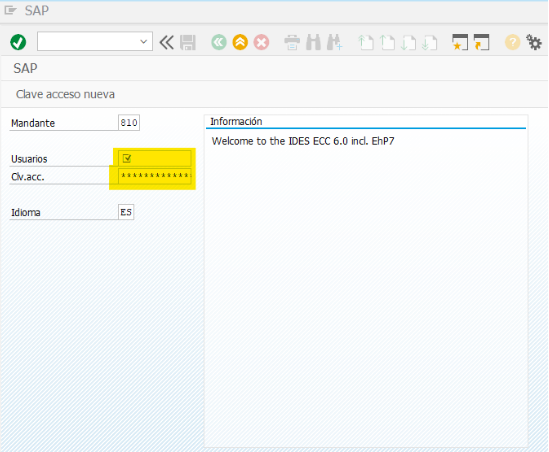 SAP
SAP
Clave acceso nueva
Mandante 810
Información
Welcome to the IDES ECC 6.0 incl. EhP7
Usuarios
Clv.acc. ************
Idioma ES